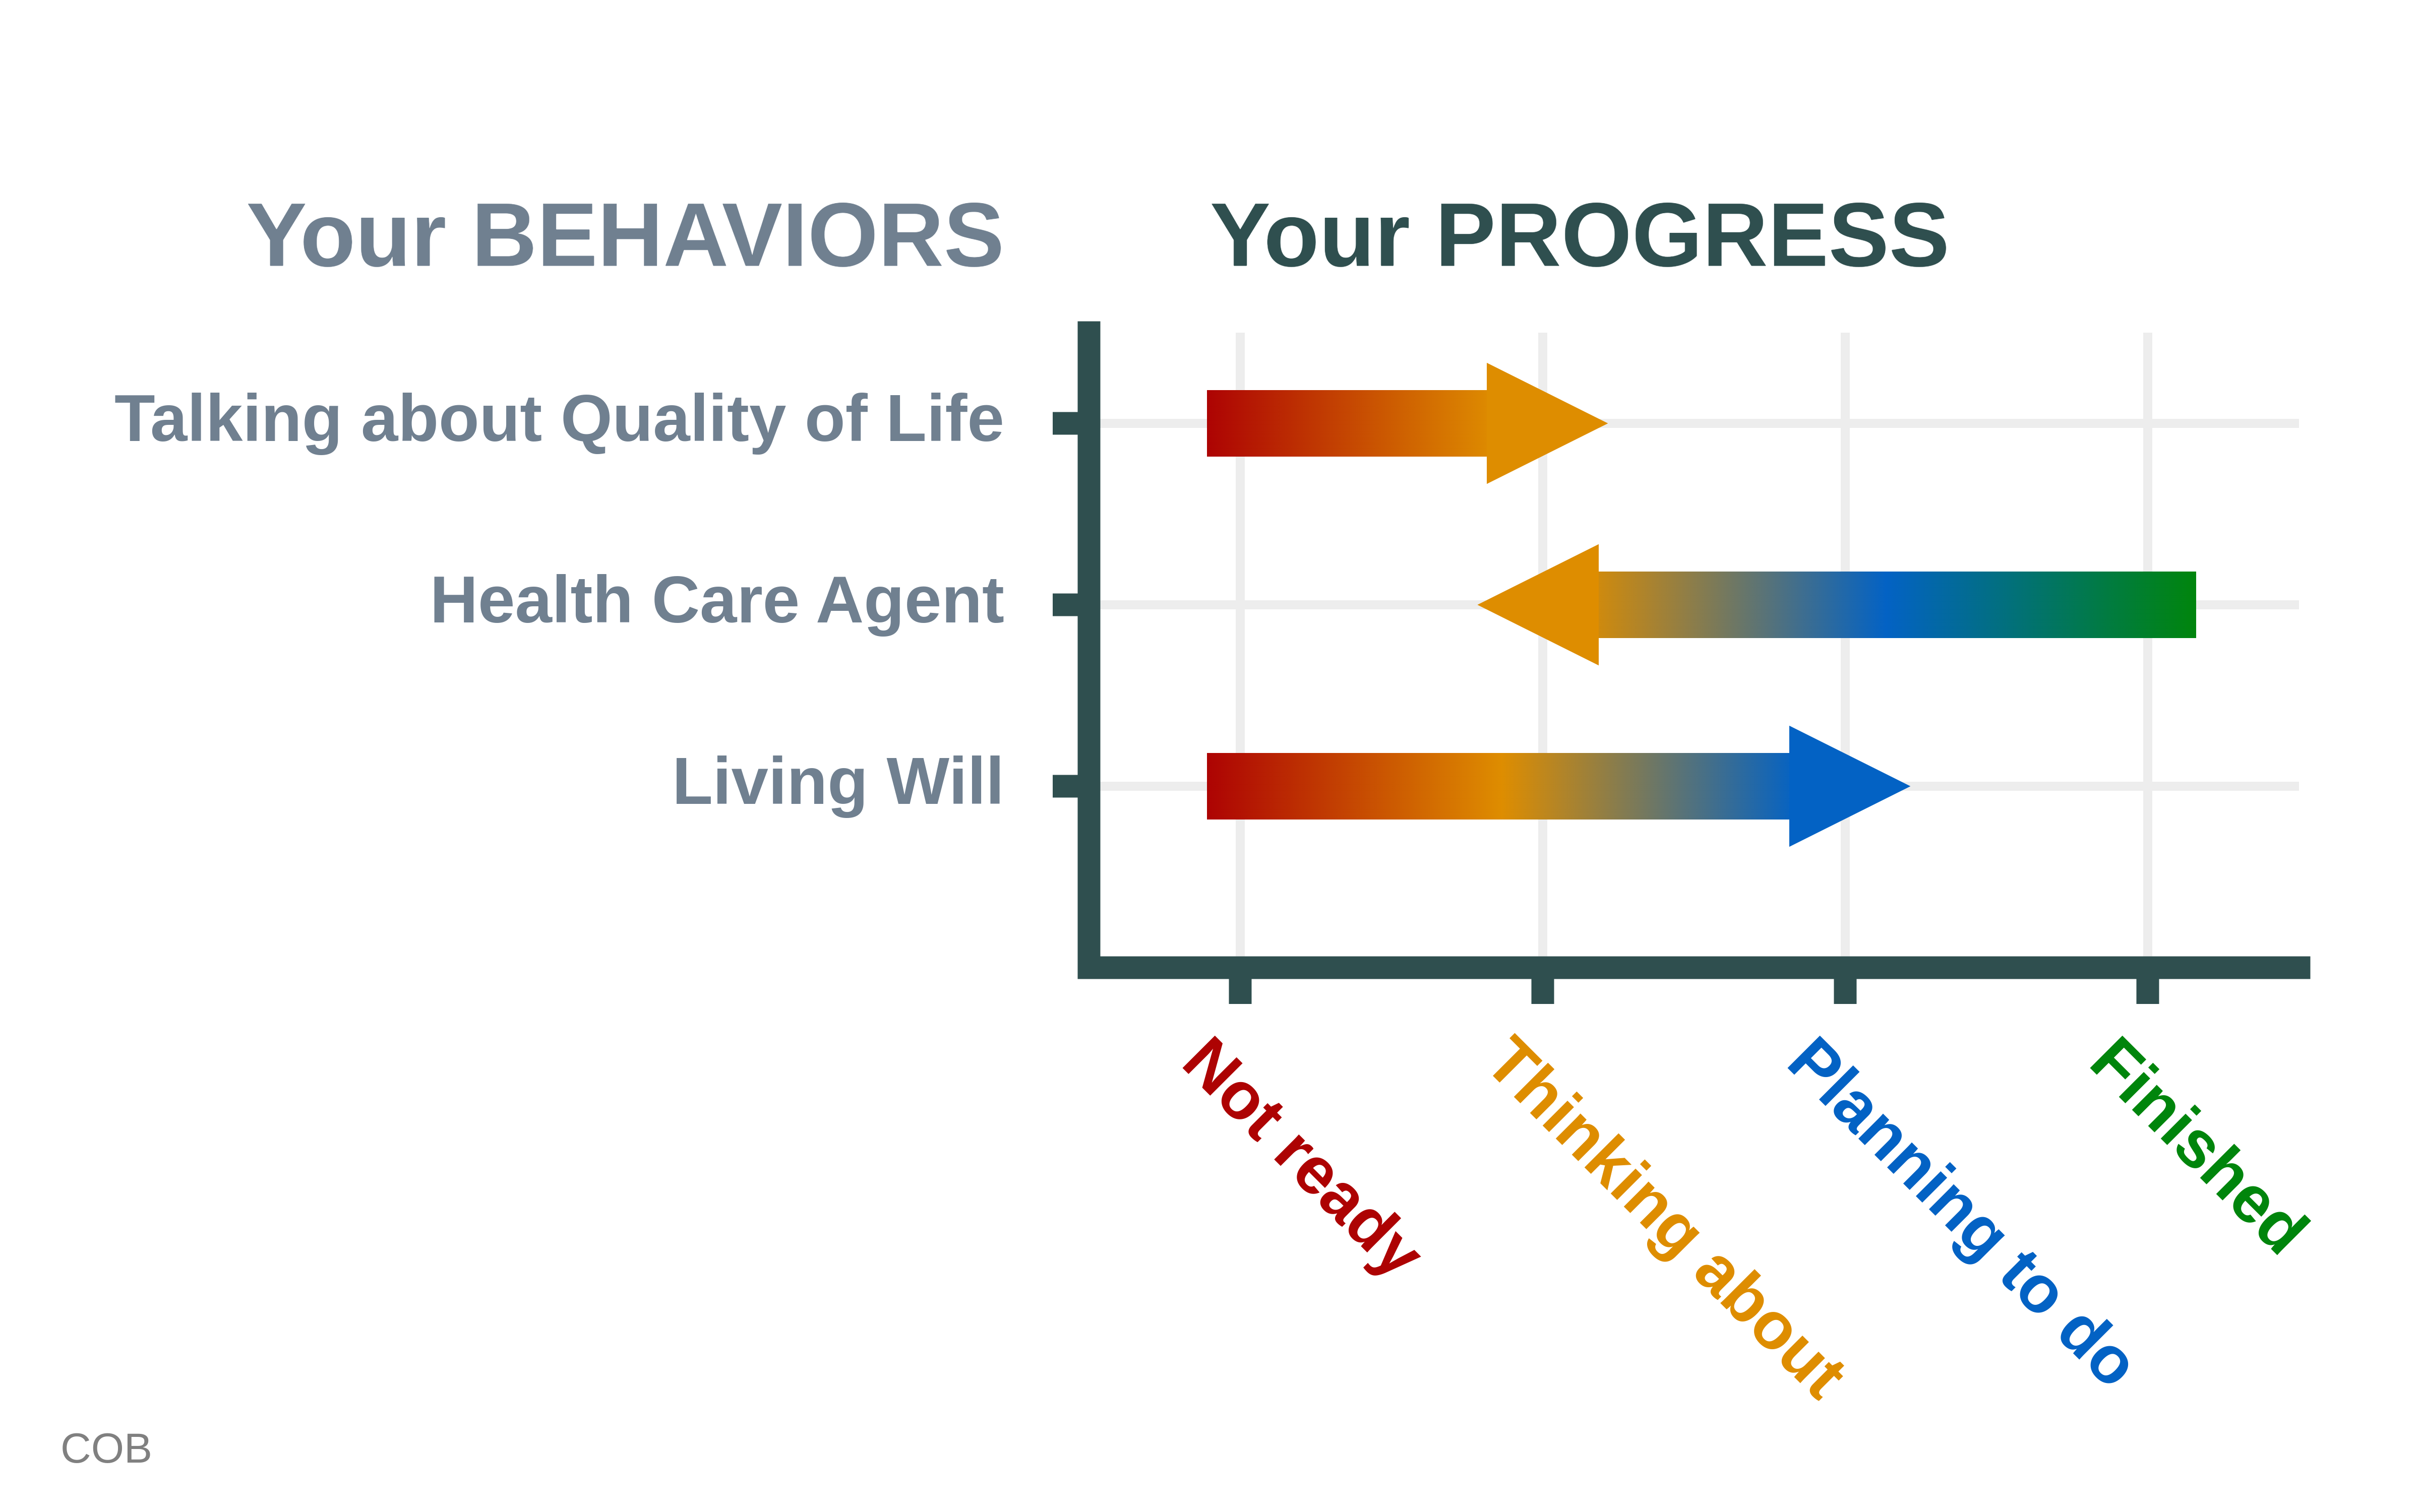 Your BEHAVIORS
Your PROGRESS
Talking about Quality of Life
Health Care Agent
Living Will
Not ready
Thinking about
Planning to do
Finished
COB